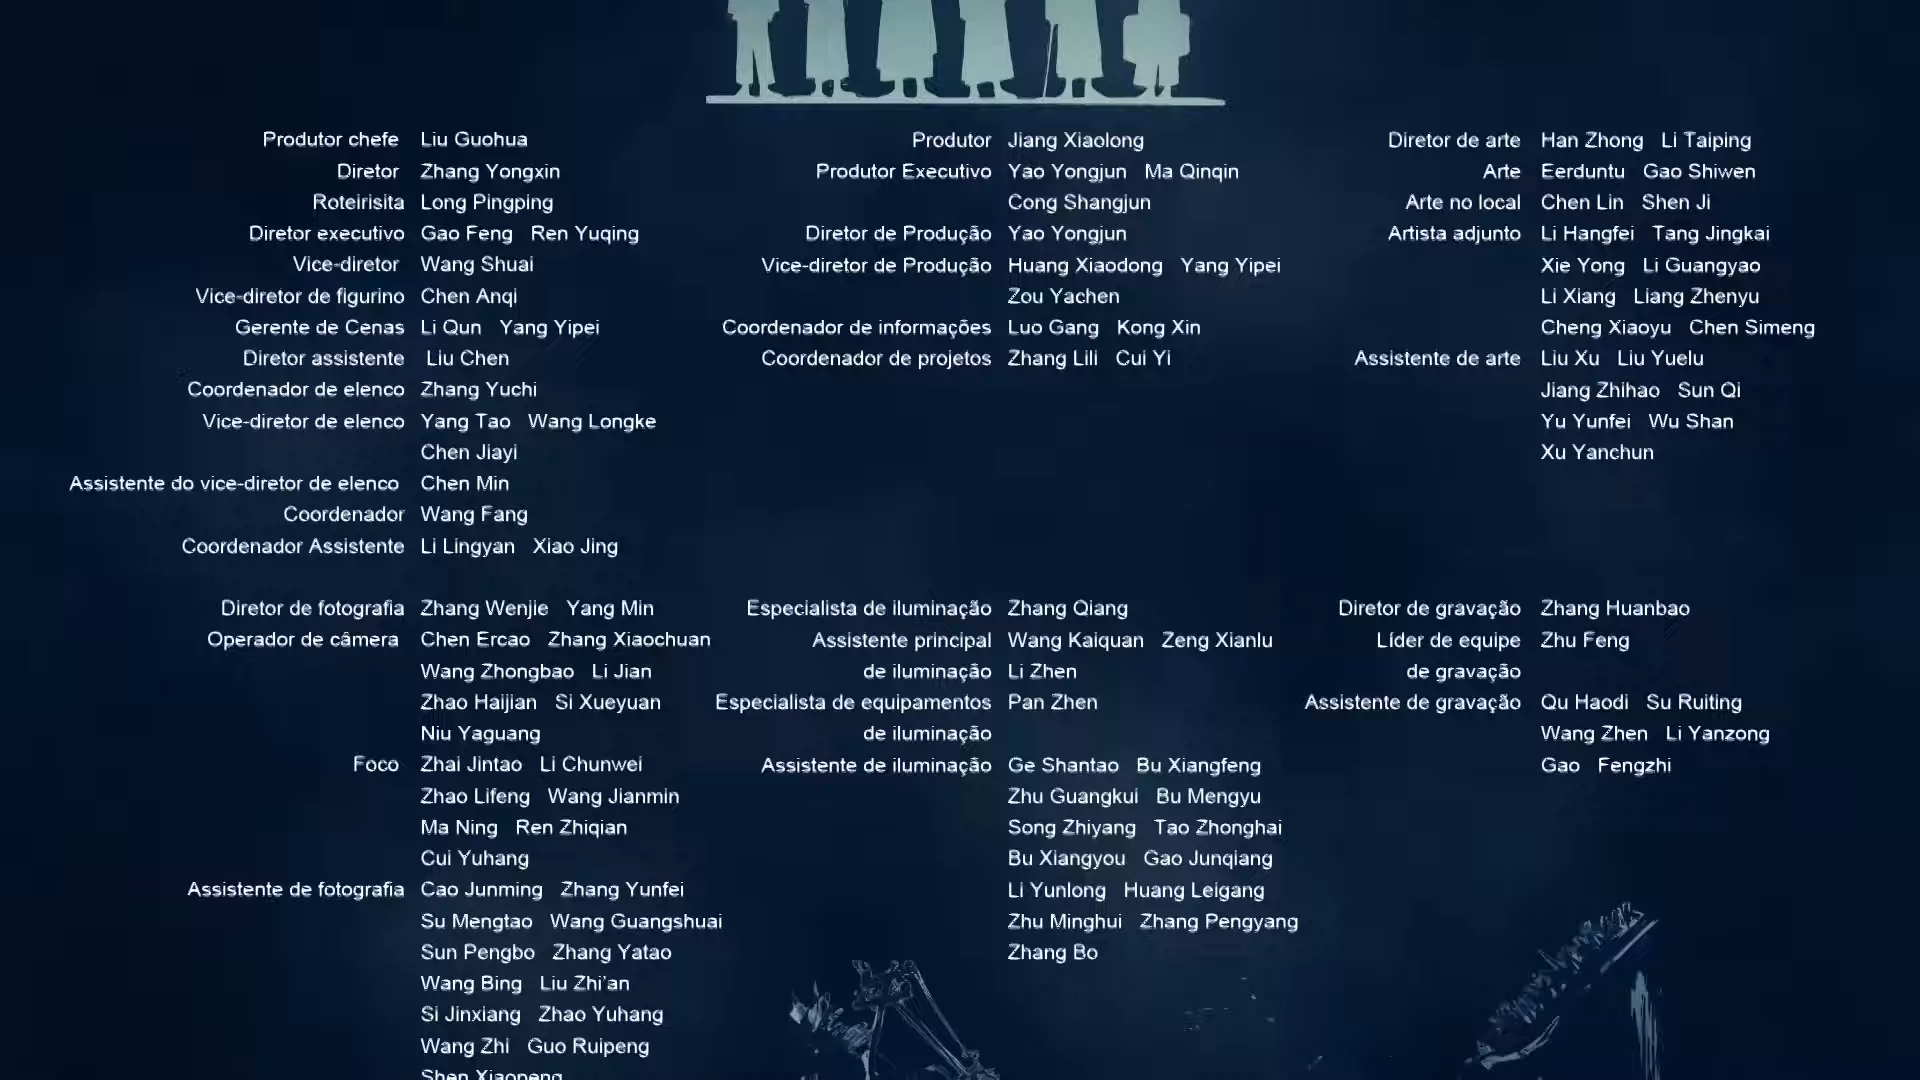 Produtor chefe Liu Guohua
Diretor Zhang Yongxin
Roteirisita Long Pingping
Diretor executivo Gao Feng Ren Yuqing
Vice-diretor Wang Shuai
Vice-diretor de figurino Chen Anqi
Gerente de Cenas Li Qun Yang Yipei
Diretor assistente Liu Chen
Coordenador de elenco Zhang Yuchi
Vice-diretor de elenco Yang Tao Wang Longke
Chen Jiayi
Assistente do vice-diretor de elenco Chen Min
Coordenador Wang Fang
Coordenador Assistente Li Lingyan Xiao Jing
Produtor Jiang Xiaolong
Produtor Executivo Yao Yongjun Ma Qinqin
Cong Shangjun
Diretor de Produção Yao Yongjun
Vice-diretor de Produção Huang Xiaodong Yang Yipei
Zou Yachen
Coordenador de informações Luo Gang Kong Xin
Coordenador de projetos Zhang Lili Cui Yi
Diretor de arte Han Zhong Li Taiping
Arte Eerduntu Gao Shiwen
Arte no local Chen Lin Shen Ji
Artista adjunto Li Hangfei Tang Jingkai
Xie Yong Li Guangyao
Li Xiang Liang Zhenyu
Cheng Xiaoyu Chen Simeng
Assistente de arte Liu Xu Liu Yuelu
Jiang Zhihao Sun Qi
Yu Yunfei Wu Shan
Xu Yanchun
Diretor de fotografia Zhang Wenjie Yang Min
Operador de câmera Chen Ercao Zhang Xiaochuan
Wang Zhongbao Li Jian
Zhao Haijian Si Xueyuan
Niu Yaguang
Foco Zhai Jintao Li Chunwei
Zhao Lifeng Wang Jianmin
Ma Ning Ren Zhiqian
Cui Yuhang
Assistente de fotografia Cao Junming Zhang Yunfei
Su Mengtao Wang Guangshuai
Sun Pengbo Zhang Yatao
Wang Bing Liu Zhi'an
Si Jinxiang Zhao Yuhang
Wang Zhi Guo Ruipeng
Shen Xiaopeng
Especialista de iluminação Zhang Qiang
Assistente principal Wang Kaiquan Zeng Xianlu
de iluminação Li Zhen
Especialista de equipamentos Pan Zhen
de iluminação
Assistente de iluminação Ge Shantao Bu Xiangfeng
Zhu Guangkui Bu Mengyu
Song Zhiyang Tao Zhonghai
Bu Xiangyou Gao Junqiang
Li Yunlong Huang Leigang
Zhu Minghui Zhang Pengyang
Zhang Bo
Diretor de gravação Zhang Huanbao
Líder de equipe Zhu Feng
de gravação
Assistente de gravação Qu Haodi Su Ruiting
Wang Zhen Li Yanzong
Gao Fengzhi